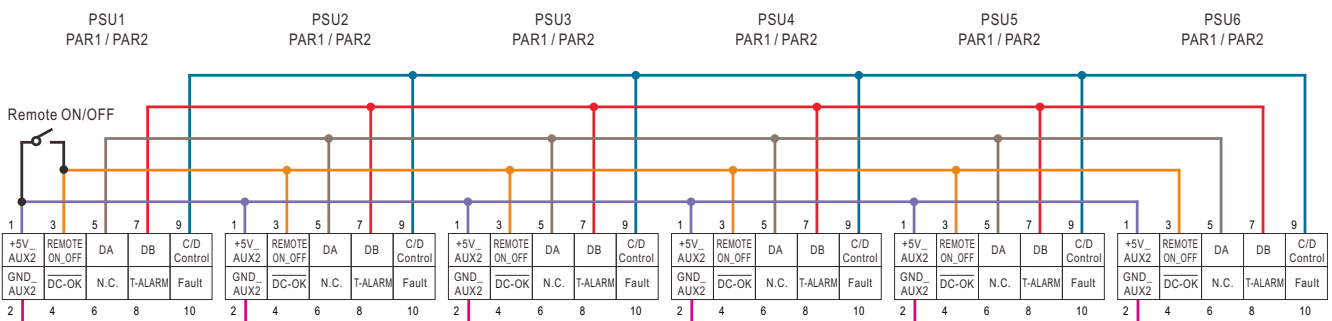 PSU1 PSU2 PSU3 PSU4 PSU5 PSU6
PAR1 / PAR2 PAR1 / PAR2 PAR1 / PAR2 PAR1 / PAR2 PAR1 / PAR2 PAR1 / PAR2
Remote ON/OFF
1 3 5 7 9 1 3 5 7 9 1 3 5 7 9 1 3 5 7 9 1 3 5 7 9 1 3 5 7 9
+5V_ REMOTE DA DB C/D +5V_ REMOTE DA DB C/D +5V_ REMOTE DA DB C/D +5V_ REMOTE DA DB C/D +5V_ REMOTE DA DB C/D +5V_ REMOTE DA DB C/D
AUX2 ON_OFF Control AUX2 ON_OFF Control AUX2 ON_OFF Control AUX2 ON_OFF Control AUX2 ON_OFF Control AUX2 ON_OFF Control
GND_ DC-OK N.C. T-ALARM Fault GND_ DC-OK N.C. T-ALARM Fault GND_ DC-OK N.C. T-ALARM Fault GND_ DC-OK N.C. T-ALARM Fault GND_ DC-OK N.C. T-ALARM Fault GND_ DC-OK N.C. T-ALARM Fault
AUX2 AUX2 AUX2 AUX2 AUX2 AUX2
2 4 6 8 10 2 4 6 8 10 2 4 6 8 10 2 4 6 8 10 2 4 6 8 10 2 4 6 8 10